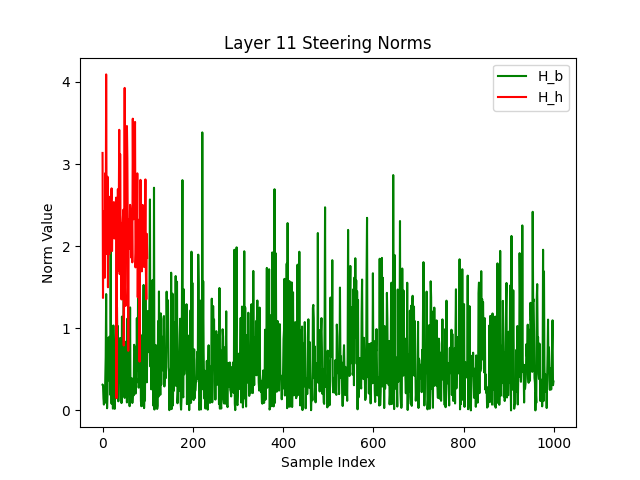 Layer 11 Steering Norms
H_b
H_h
Norm Value
4
3
2
1
0
0 200 400 600 800 1000
Sample Index